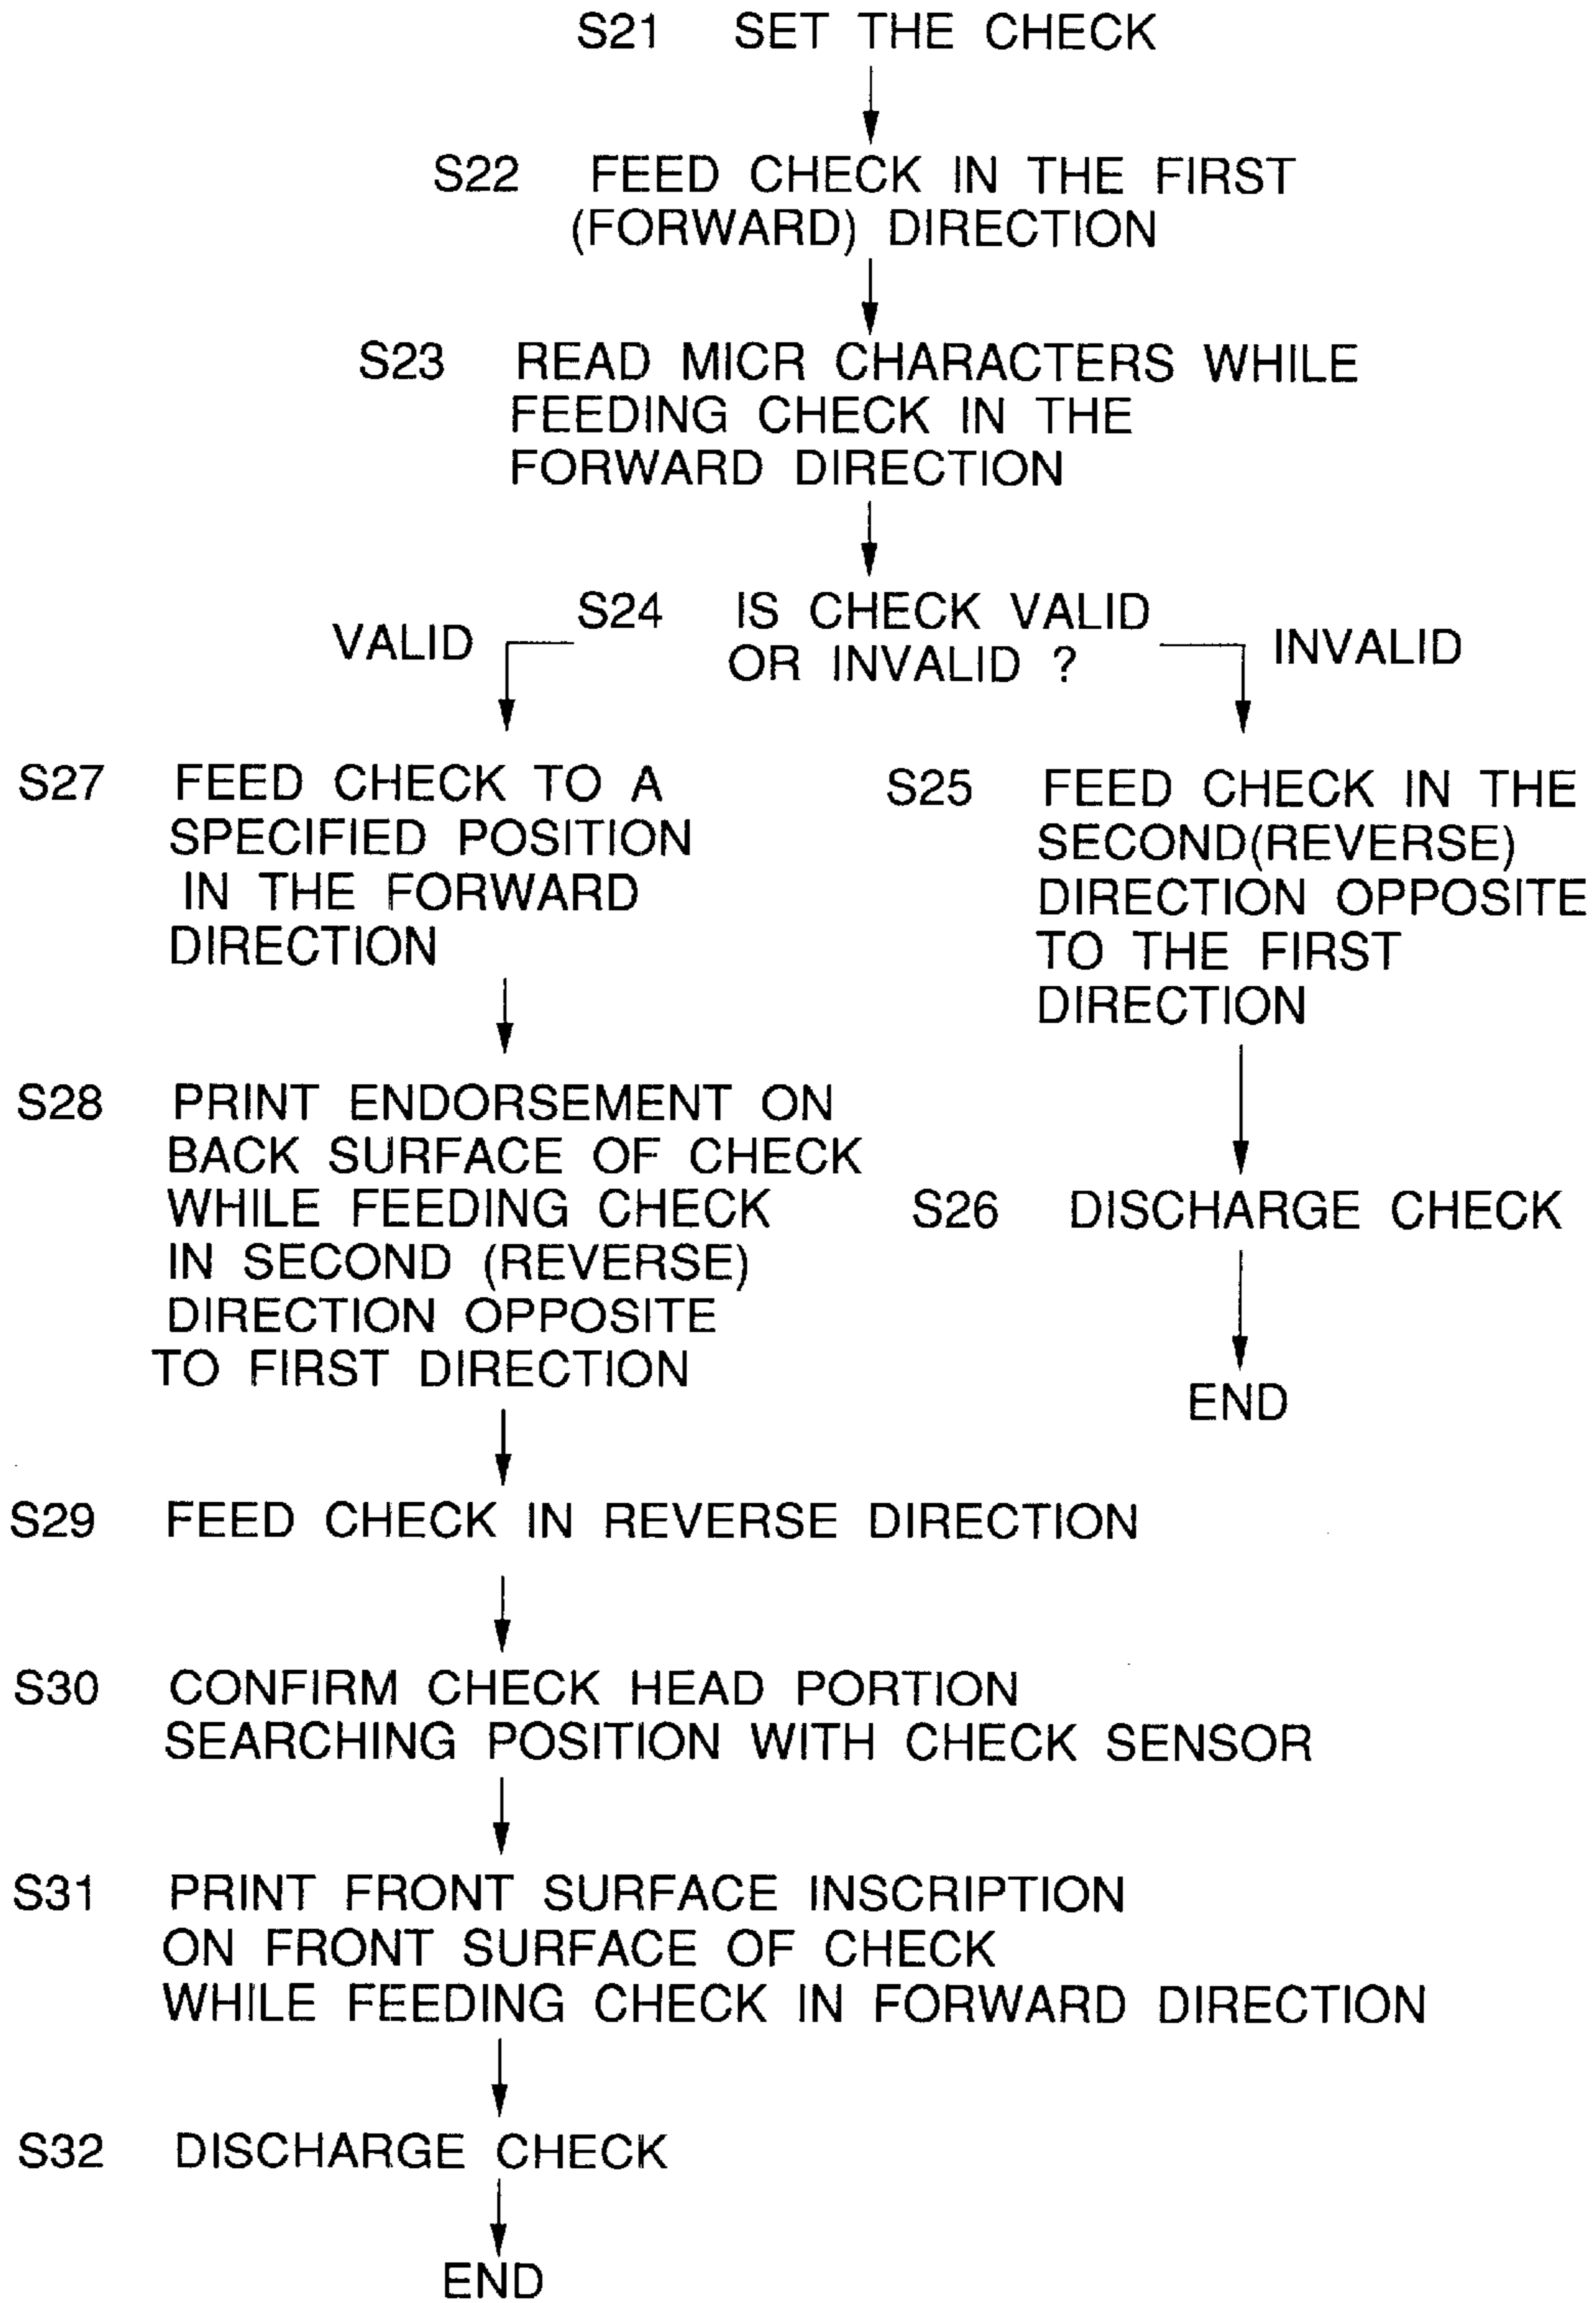 S21 SET THE CHECK
S22 FEED CHECK IN THE FIRST
(FORWARD) DIRECTION
S23 READ MICR CHARACTERS WHILE
FEEDING CHECK IN THE
FORWARD DIRECTION
S24 IS CHECK VALID
OR INVALID ?
VALID
INVALID
S27 FEED CHECK TO A
SPECIFIED POSITION
IN THE FORWARD
DIRECTION
S28 PRINT ENDORSEMENT ON
BACK SURFACE OF CHECK
WHILE FEEDING CHECK
IN SECOND (REVERSE)
DIRECTION OPPOSITE
TO FIRST DIRECTION
S25 FEED CHECK IN THE
SECOND(REVERSE)
DIRECTION OPPOSITE
TO THE FIRST
DIRECTION
S26 DISCHARGE CHECK
END
S29 FEED CHECK IN REVERSE DIRECTION
S30 CONFIRM CHECK HEAD PORTION
SEARCHING POSITION WITH CHECK SENSOR
S31 PRINT FRONT SURFACE INSCRIPTION
ON FRONT SURFACE OF CHECK
WHILE FEEDING CHECK IN FORWARD DIRECTION
S32 DISCHARGE CHECK
END